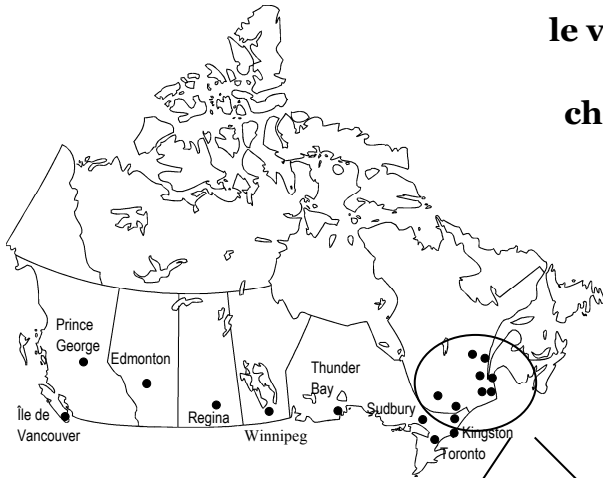 le v
ch
Prince
George
Edmonton
Thunder
Bay
Île de
Vancouver
Regina
Winnipeg
Sudbury
Kingston
Toronto